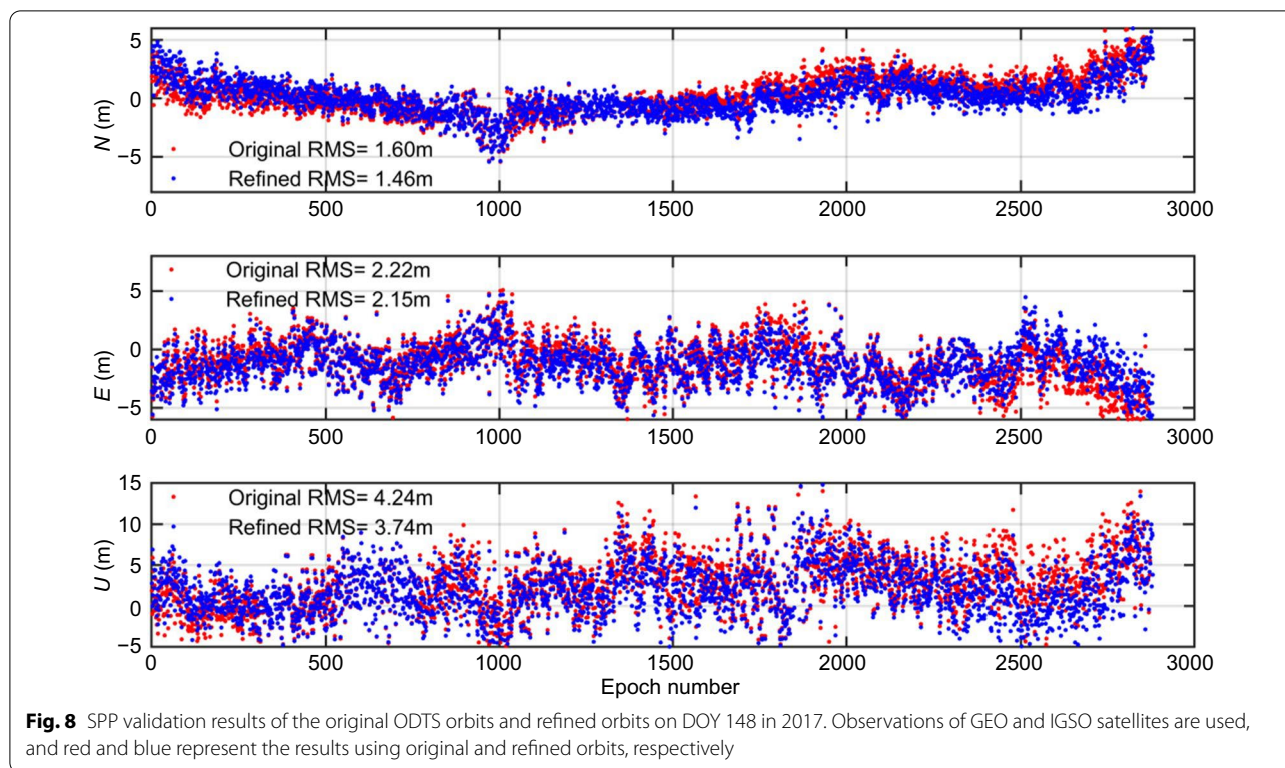 5
0
−5
N (m)
Original RMS= 1.60m
Refined RMS= 1.46m
0 500 1000 1500 2000 2500 3000
5
0
−5
E (m)
Original RMS= 2.22m
Refined RMS= 2.15m
0 500 1000 1500 2000 2500 3000
15
10
5
0
−5
U (m)
Original RMS= 4.24m
Refined RMS= 3.74m
0 500 1000 1500 2000 2500 3000
Epoch number
Fig. 8 SPP validation results of the original ODTS orbits and refined orbits on DOY 148 in 2017. Observations of GEO and IGSO satellites are used,
and red and blue represent the results using original and refined orbits, respectively